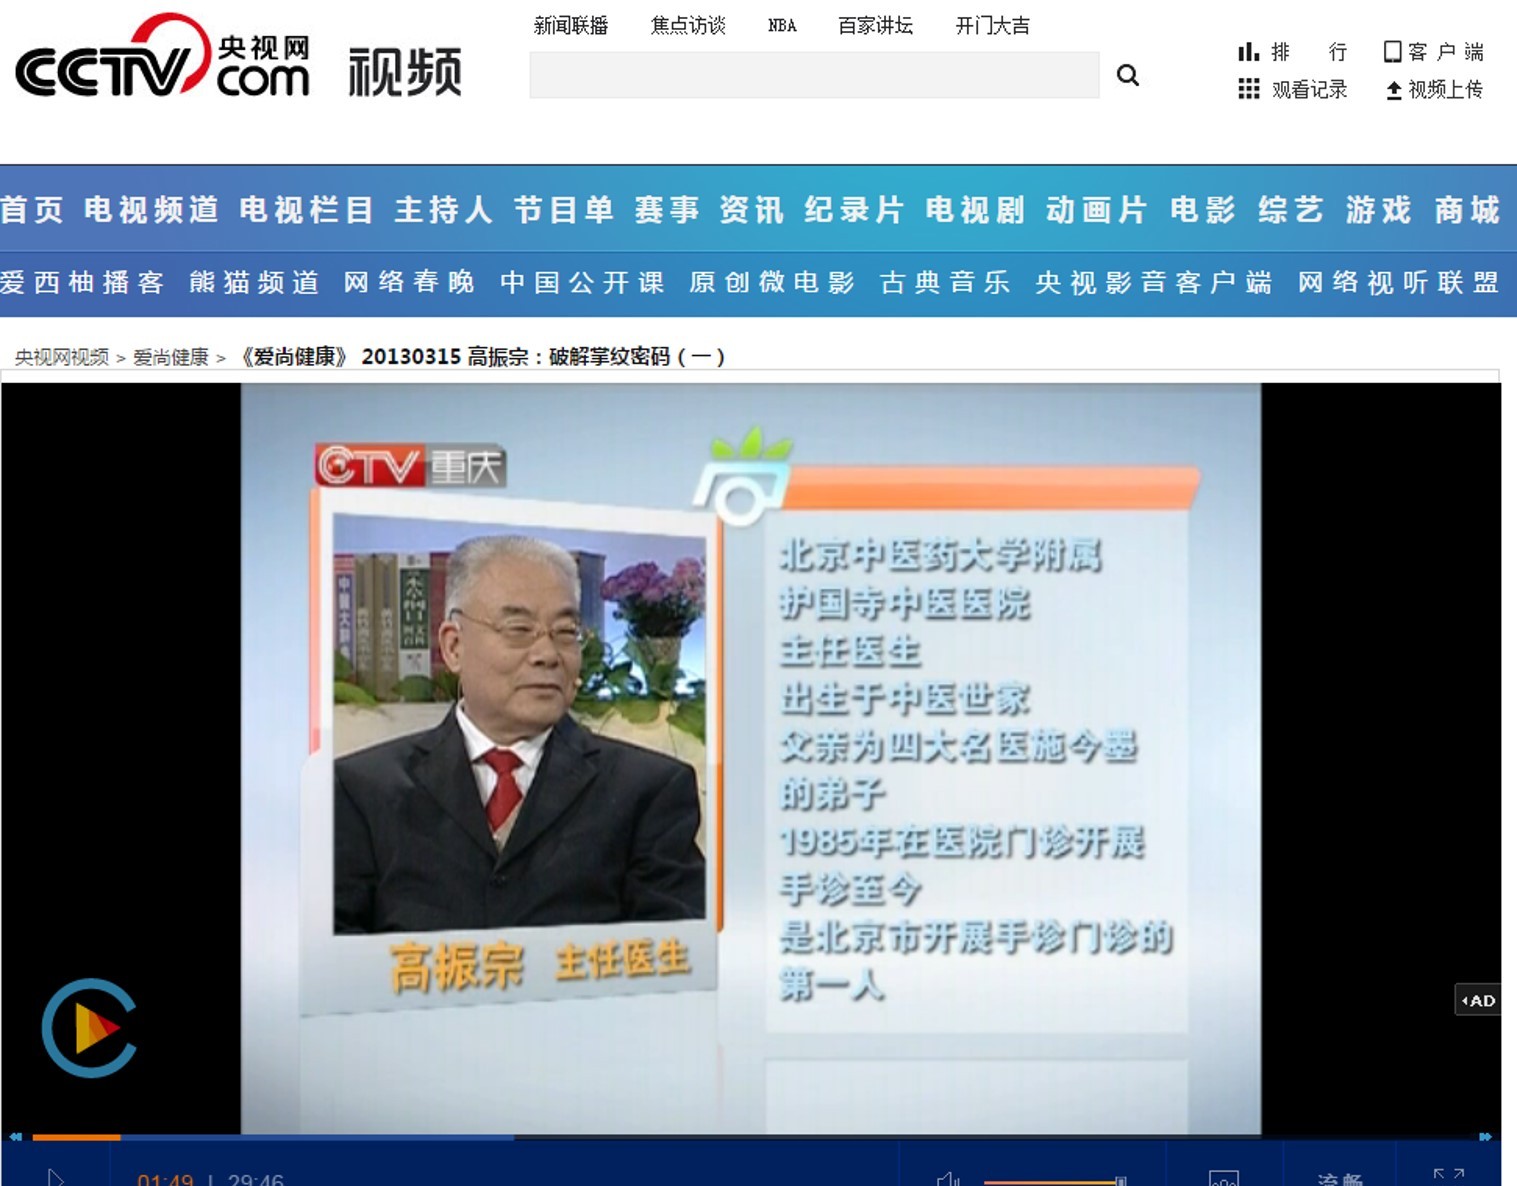 CCTV 央视网 com 视频
新闻联播 焦点访谈 NBA 百家讲坛 开门大吉
排 行 客户端
观看记录 视频上传
首页 电视频道 电视栏目 主持人 节目单 赛事 资讯 纪录片 电视剧 动画片 电影 综艺 游戏 商城
爱西柚播客 熊猫频道 网络春晚 中国公开课 原创微电影 古典音乐 央视影音客户端 网络视听联盟
央视网视频 > 爱尚健康 > 《爱尚健康》 20130315 高振宗：破解掌纹密码（一）
CTV 重庆
北京中医药大学附属
护国寺中医医院
主任医生
出生于中医世家
父亲为四大名医施今墨
的弟子
1985年在医院门诊开展
手诊至今
是北京市开展手诊门诊的
第一人
高振宗 主任医生
AD
01:49 | 29:46
流畅